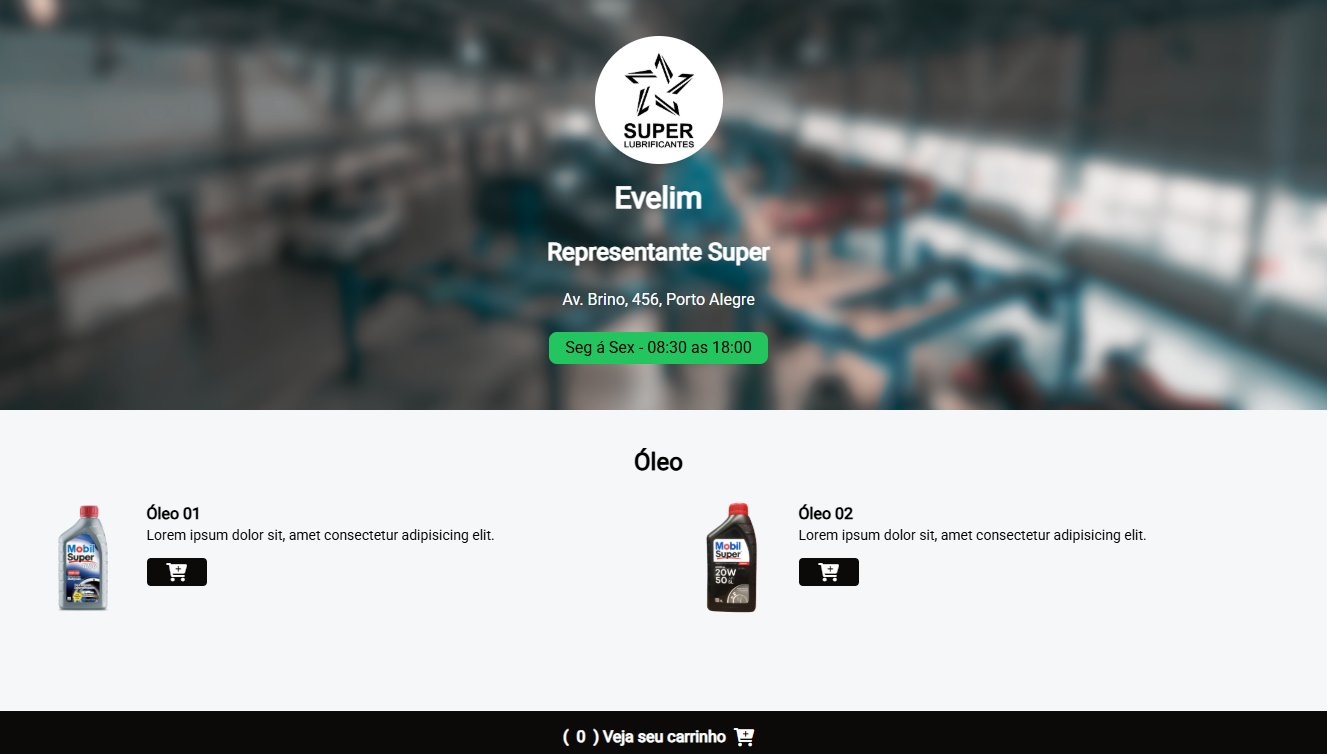 SUPER
LUBRIFICANTES
Evelim
Representante Super
Av. Brino, 456, Porto Alegre
Seg á Sex - 08:30 as 18:00
Óleo
Óleo 01
Lorem ipsum dolor sit, amet consectetur adipisicing elit.
Mobil
Super
Óleo 02
Lorem ipsum dolor sit, amet consectetur adipisicing elit.
Mobil
Super
20W
50
( 0 ) Veja seu carrinho